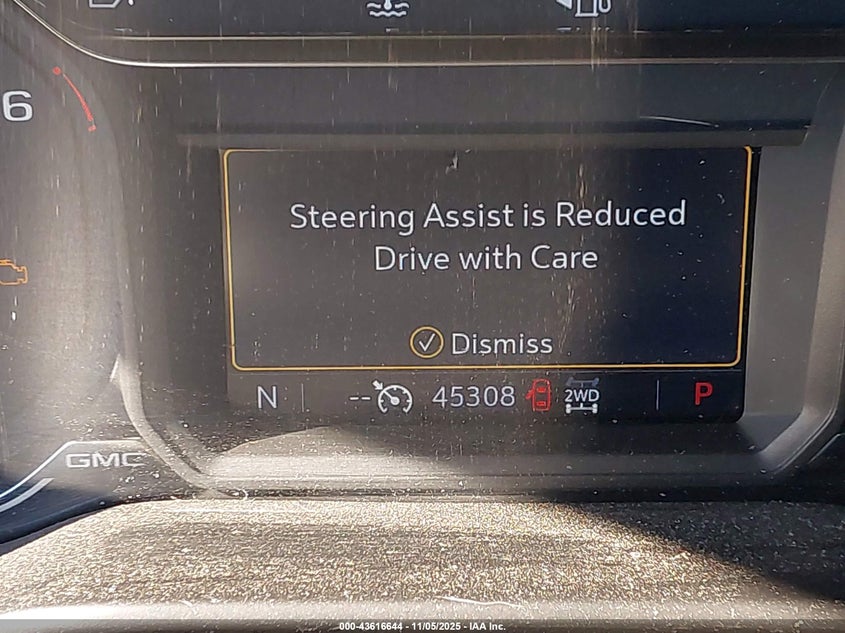 6
Steering Assist is Reduced
Drive with Care
Dismiss
N -- 45308 2WD P
GMC
000-43616644 - 11/05/2025 - IAA Inc.